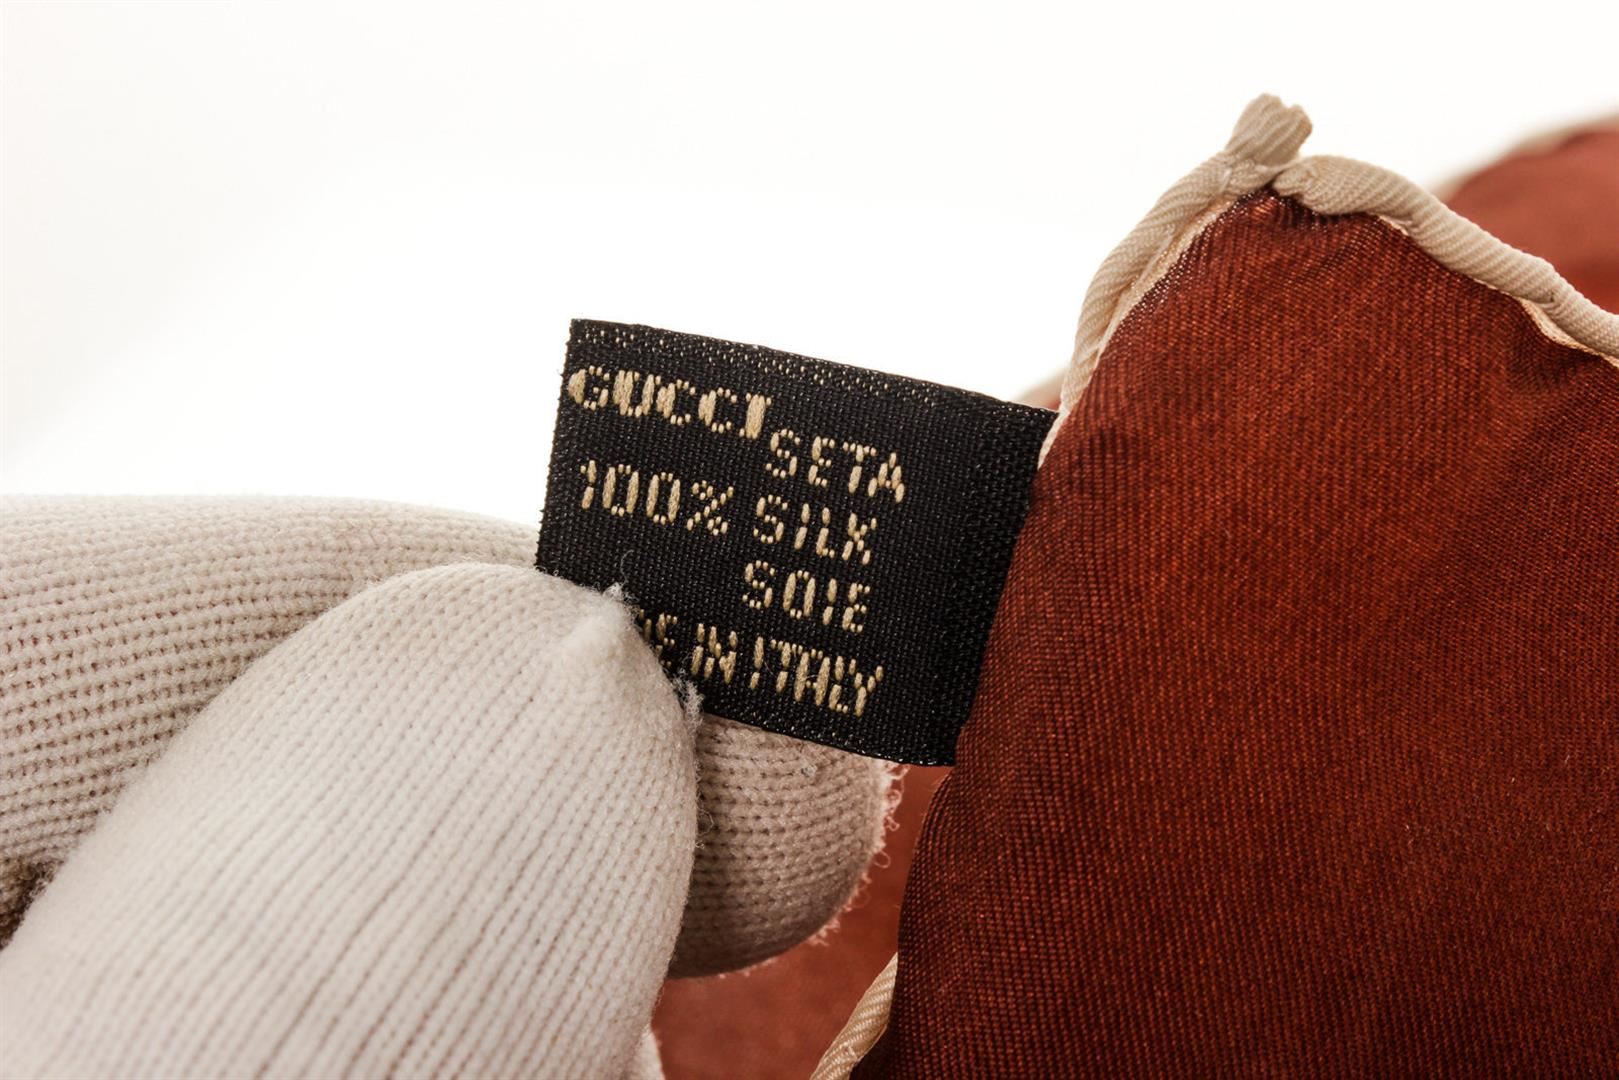 GUCCI
SETA
100% SILK
SOIE
IN ITALY